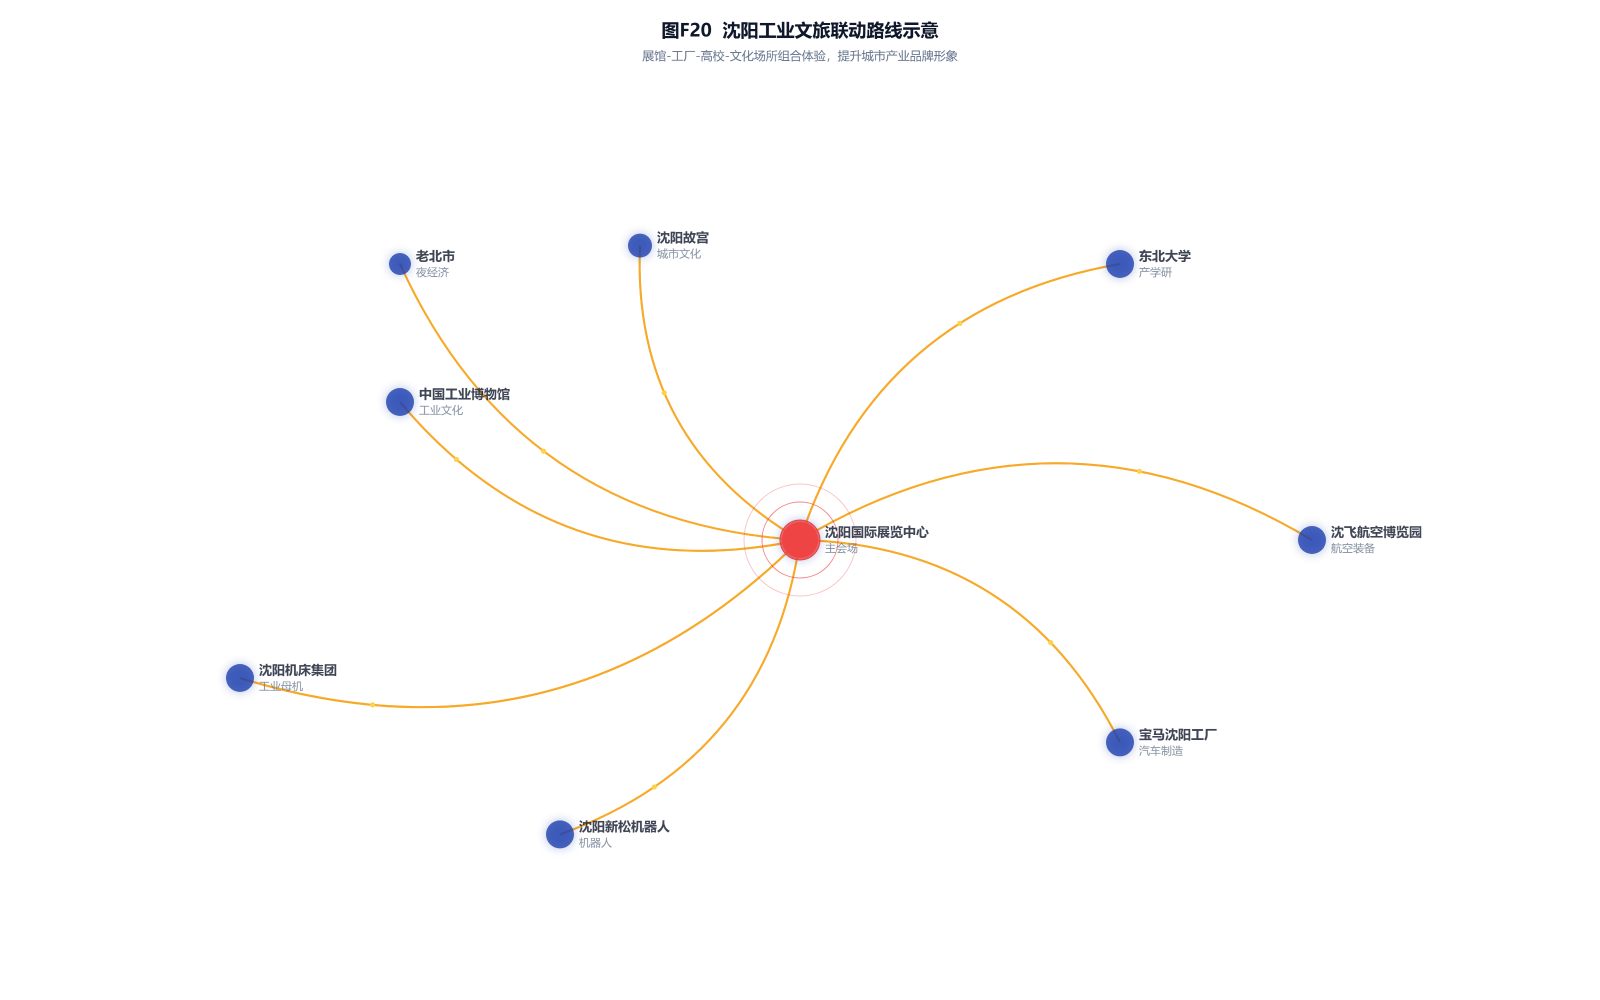 图F20 沈阳工业文旅联动路线示意
展馆-工厂-高校-文化场所组合体验，提升城市产业品牌形象
沈阳故宫
城市文化
老北市
夜经济
东北大学
产学研
中国工业博物馆
工业文化
沈阳国际展览中心
主会场
沈飞航空博览园
航空装备
沈阳机床集团
工业母机
宝马沈阳工厂
汽车制造
沈阳新松机器人
机器人